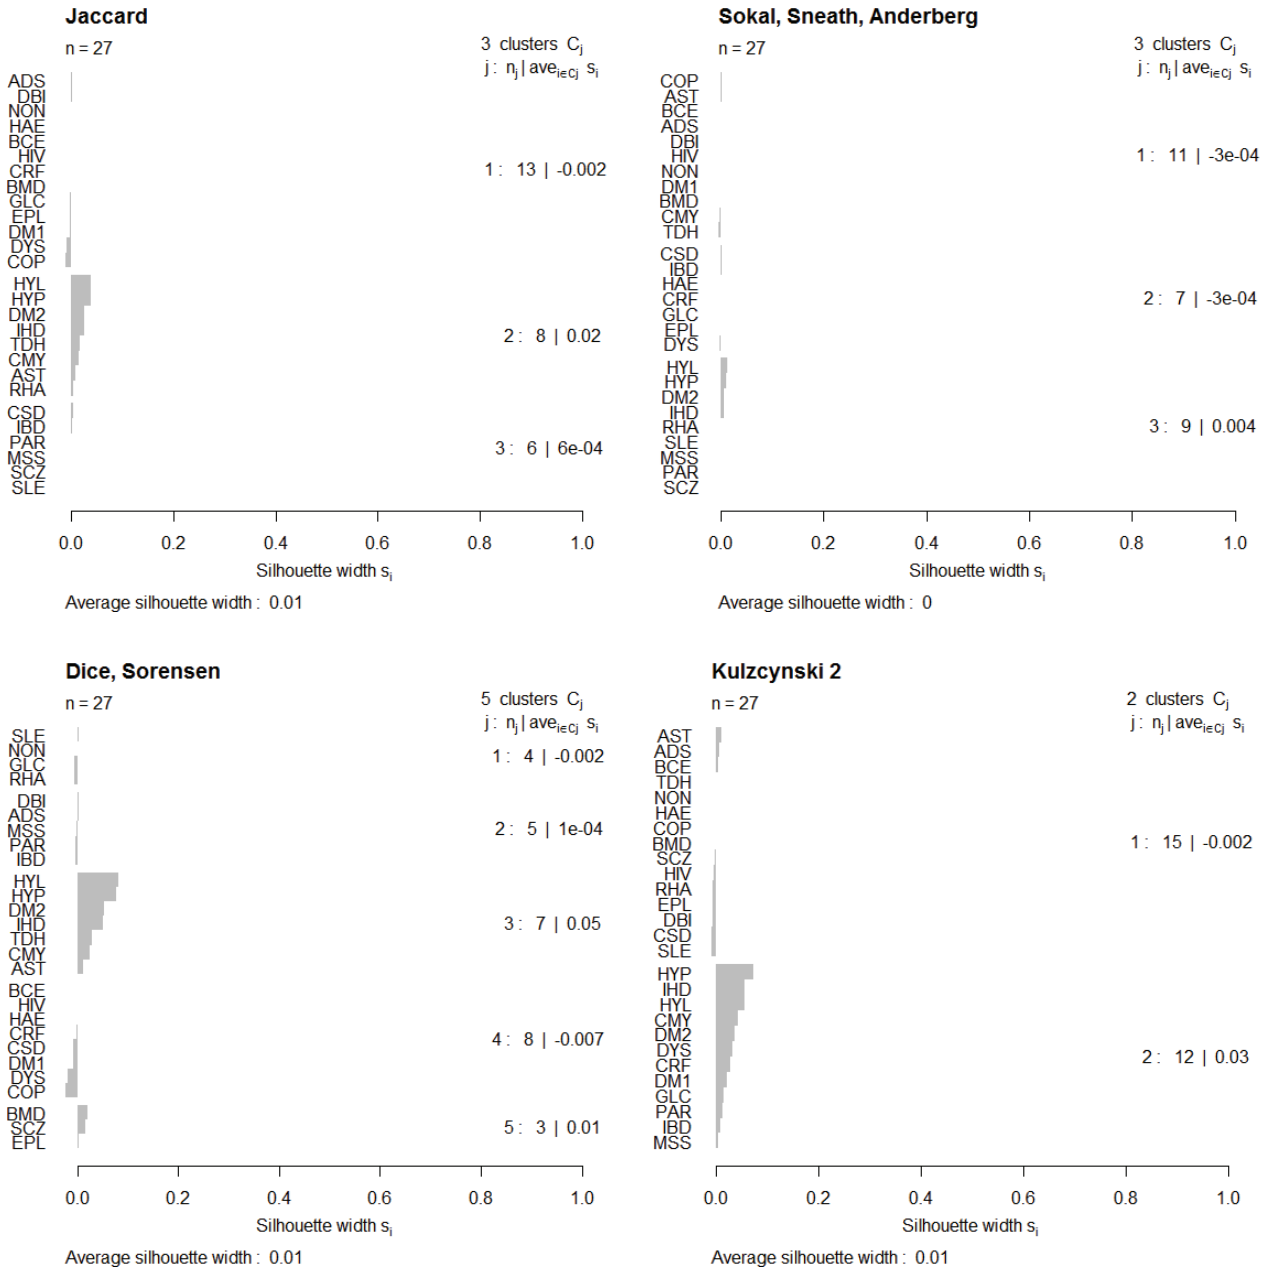 Jaccard
n = 27
3 clusters Cj
j : nj | ave i∈Cj si
ADS
DBI
NON
HAE
BCE
HIV
CRF
BMD
GLC
EPL
DM1
DYS
COP
1 : 13 | -0.002
HYL
HYP
DM2
IHD
TDH
CMY
AST
RHA
2 : 8 | 0.02
CSD
IBD
PAR
MSS
SCZ
SLE
3 : 6 | 6e-04
0.0 0.2 0.4 0.6 0.8 1.0
Silhouette width si
Average silhouette width : 0.01
Sokal, Sneath, Anderberg
n = 27
3 clusters Cj
j : nj | ave i∈Cj si
COP
AST
BCE
ADS
DBI
HIV
NON
DM1
BMD
CMY
TDH
1 : 11 | -3e-04
CSD
IBD
HAE
CRF
GLC
EPL
DYS
2 : 7 | -3e-04
HYL
HYP
DM2
IHD
RHA
SLE
MSS
PAR
SCZ
3 : 9 | 0.004
0.0 0.2 0.4 0.6 0.8 1.0
Silhouette width si
Average silhouette width : 0
Dice, Sorensen
n = 27
5 clusters Cj
j : nj | ave i∈Cj si
SLE
NON
GLC
RHA
1 : 4 | -0.002
DBI
ADS
MSS
PAR
IBD
2 : 5 | 1e-04
HYL
HYP
DM2
IHD
TDH
CMY
AST
3 : 7 | 0.05
BCE
HIV
HAE
CRF
CSD
DM1
DYS
COP
4 : 8 | -0.007
BMD
SCZ
EPL
5 : 3 | 0.01
0.0 0.2 0.4 0.6 0.8 1.0
Silhouette width si
Average silhouette width : 0.01
Kulzcynski 2
n = 27
2 clusters Cj
j : nj | ave i∈Cj si
AST
ADS
BCE
TDH
NON
HAE
COP
BMD
SCZ
HIV
RHA
EPL
DBI
CSD
SLE
1 : 15 | -0.002
HYP
IHD
HYL
CMY
DM2
DYS
CRF
DM1
GLC
PAR
IBD
MSS
2 : 12 | 0.03
0.0 0.2 0.4 0.6 0.8 1.0
Silhouette width si
Average silhouette width : 0.01